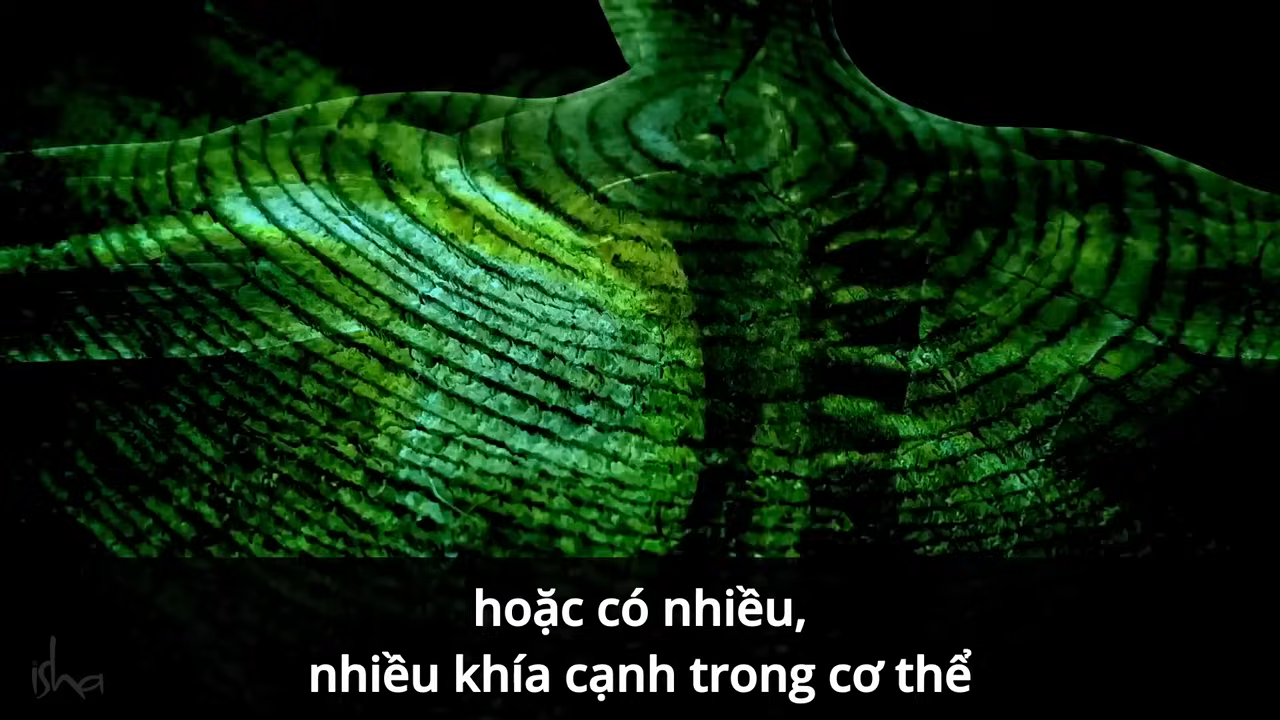 hoặc có nhiều,
nhiều khía cạnh trong cơ thể
isha